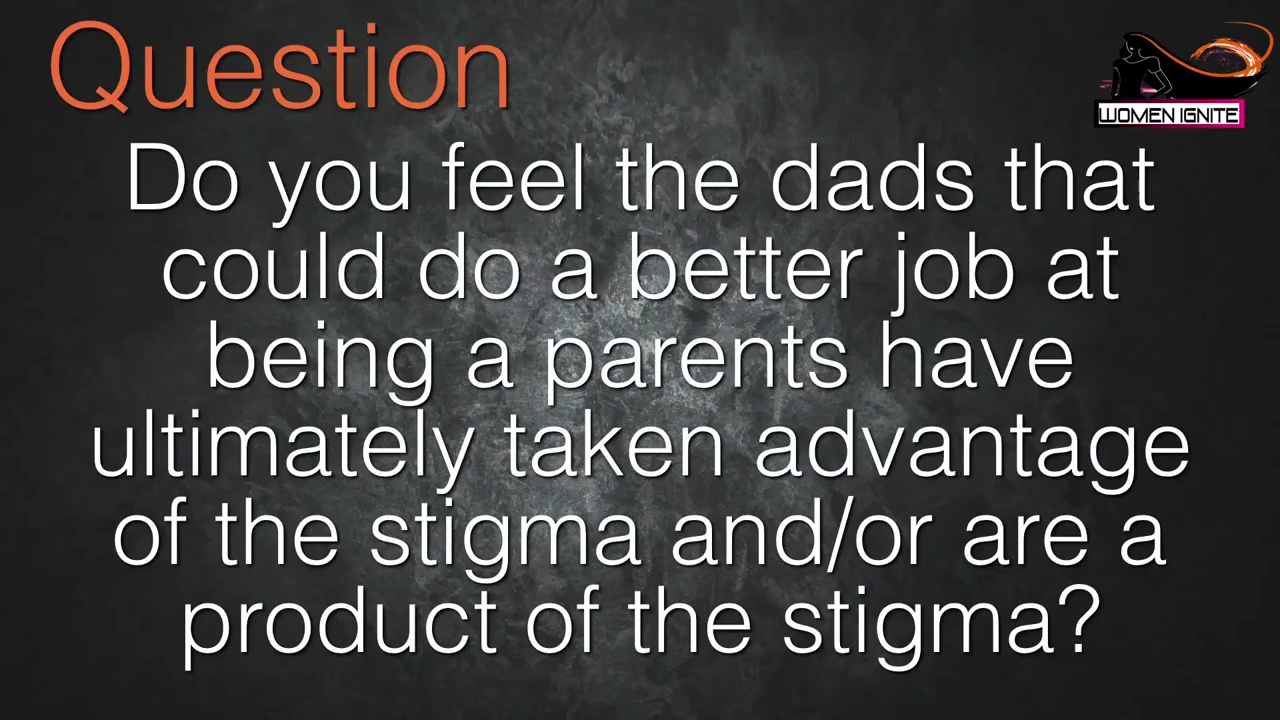 Question
WOMEN IGNITE
Do you feel the dads that
could do a better job at
being a parents have
ultimately taken advantage
of the stigma and/or are a
product of the stigma?